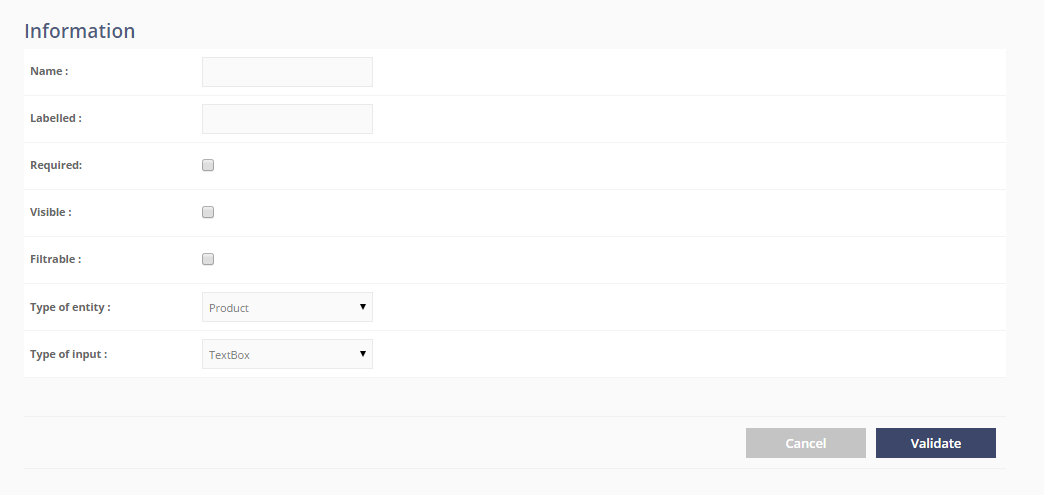 Information
Name :
Labelled :
Required:
Visible :
Filtrable :
Type of entity :
Product
Type of input :
TextBox
Cancel
Validate